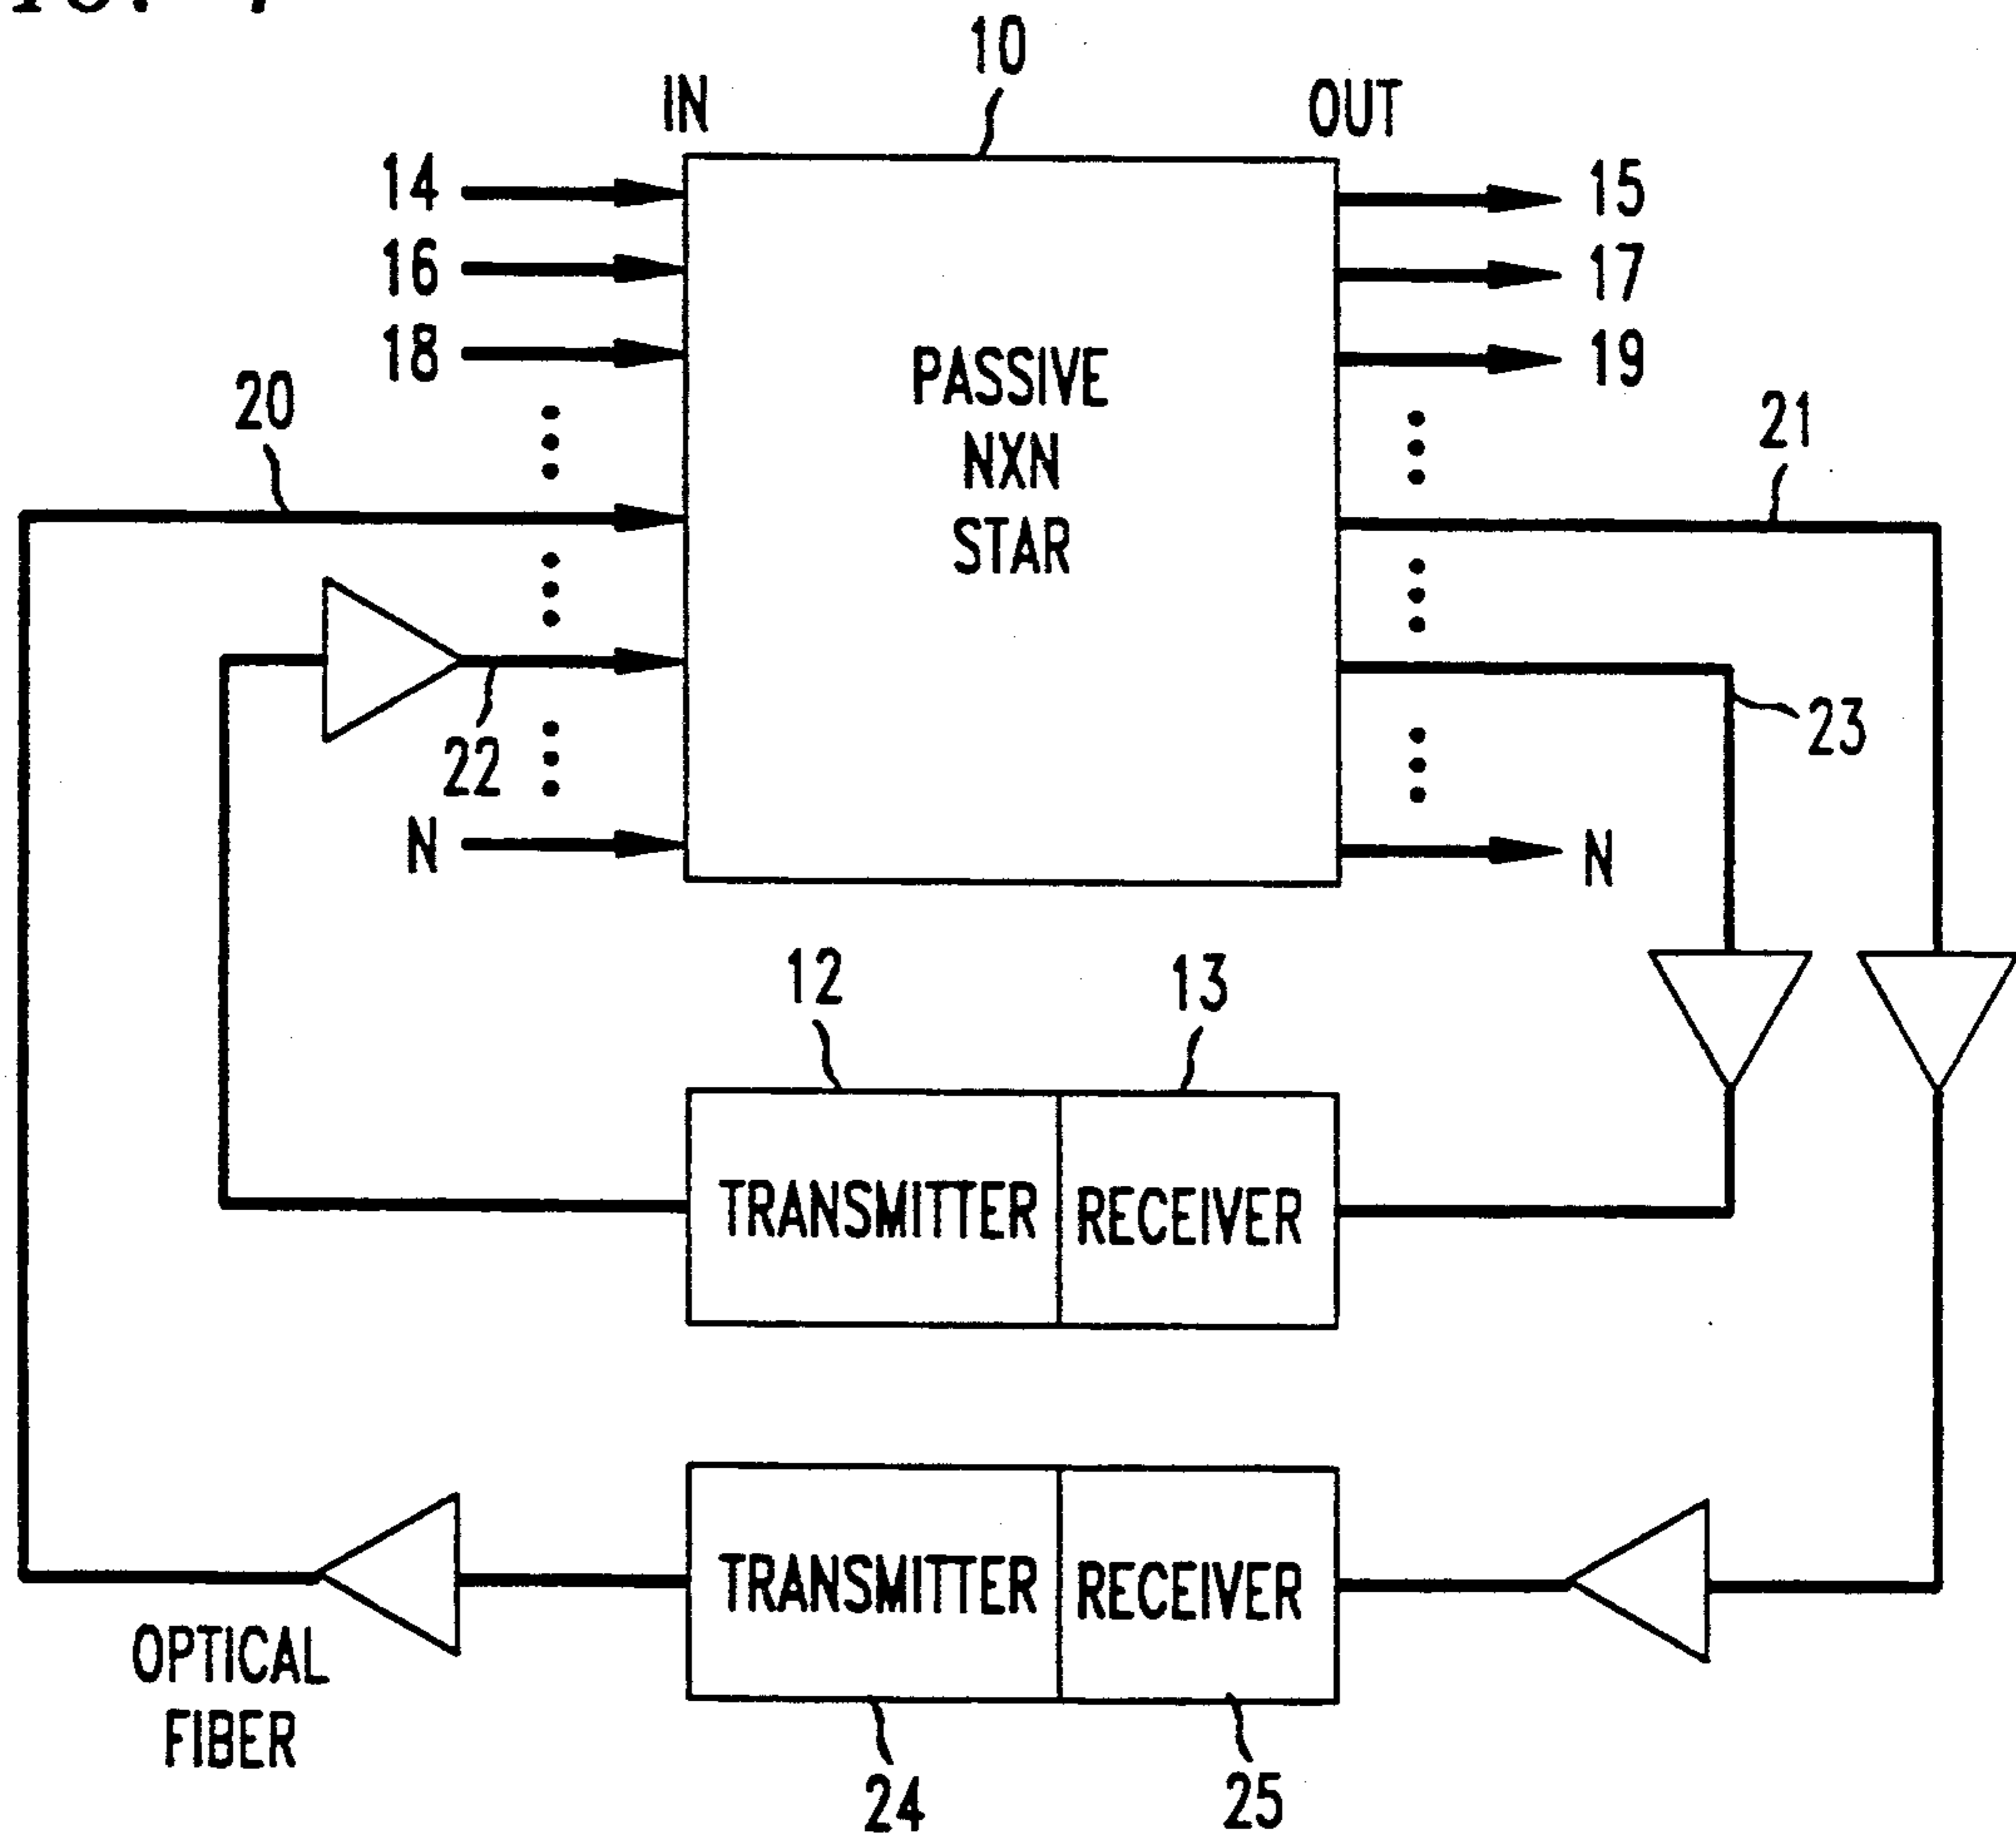 10
IN
OUT
14
15
16
17
18
19
PASSIVE
NXN
STAR
20
21
22
23
N
N
12
13
TRANSMITTER
RECEIVER
TRANSMITTER
RECEIVER
OPTICAL
FIBER
24
25